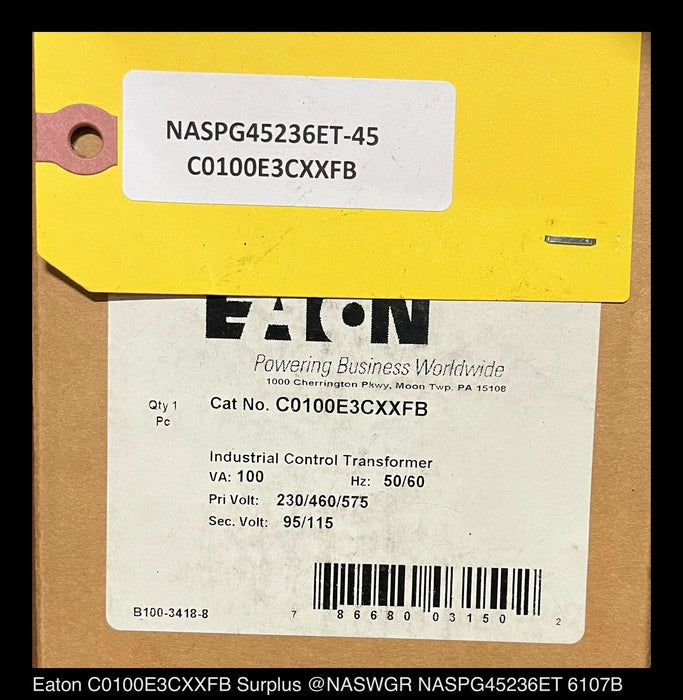 NASPG45236ET-45
C0100E3CXXFB
EATON
Powering Business Worldwide
1000 Cherrington Pkwy, Moon Twp. PA 15108
Qty 1
Pc
Cat No. C0100E3CXXFB
Industrial Control Transformer
VA: 100 Hz: 50/60
Pri Volt: 230/460/575
Sec. Volt: 95/115
B100-3418-8
7 86680 03150 2
Eaton C0100E3CXXFB Surplus @NASWGR NASPG45236ET 6107B